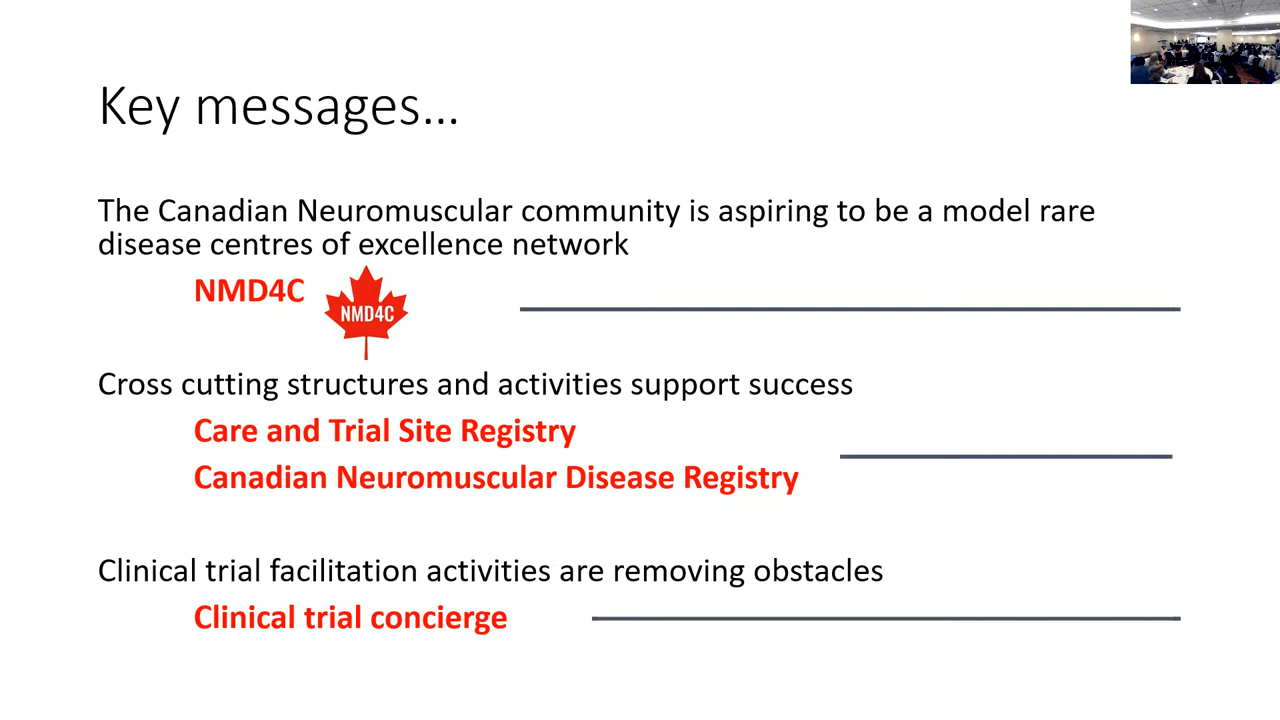 Key messages...
The Canadian Neuromuscular community is aspiring to be a model rare
disease centres of excellence network
NMD4C
NMD4C
Cross cutting structures and activities support success
Care and Trial Site Registry
Canadian Neuromuscular Disease Registry
Clinical trial facilitation activities are removing obstacles
Clinical trial concierge